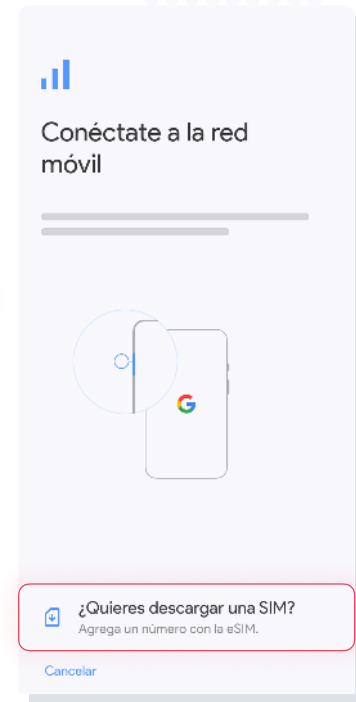 Conéctate a la red
móvil
¿Quieres descargar una SIM?
Agrega un número con la eSIM.
Cancelar